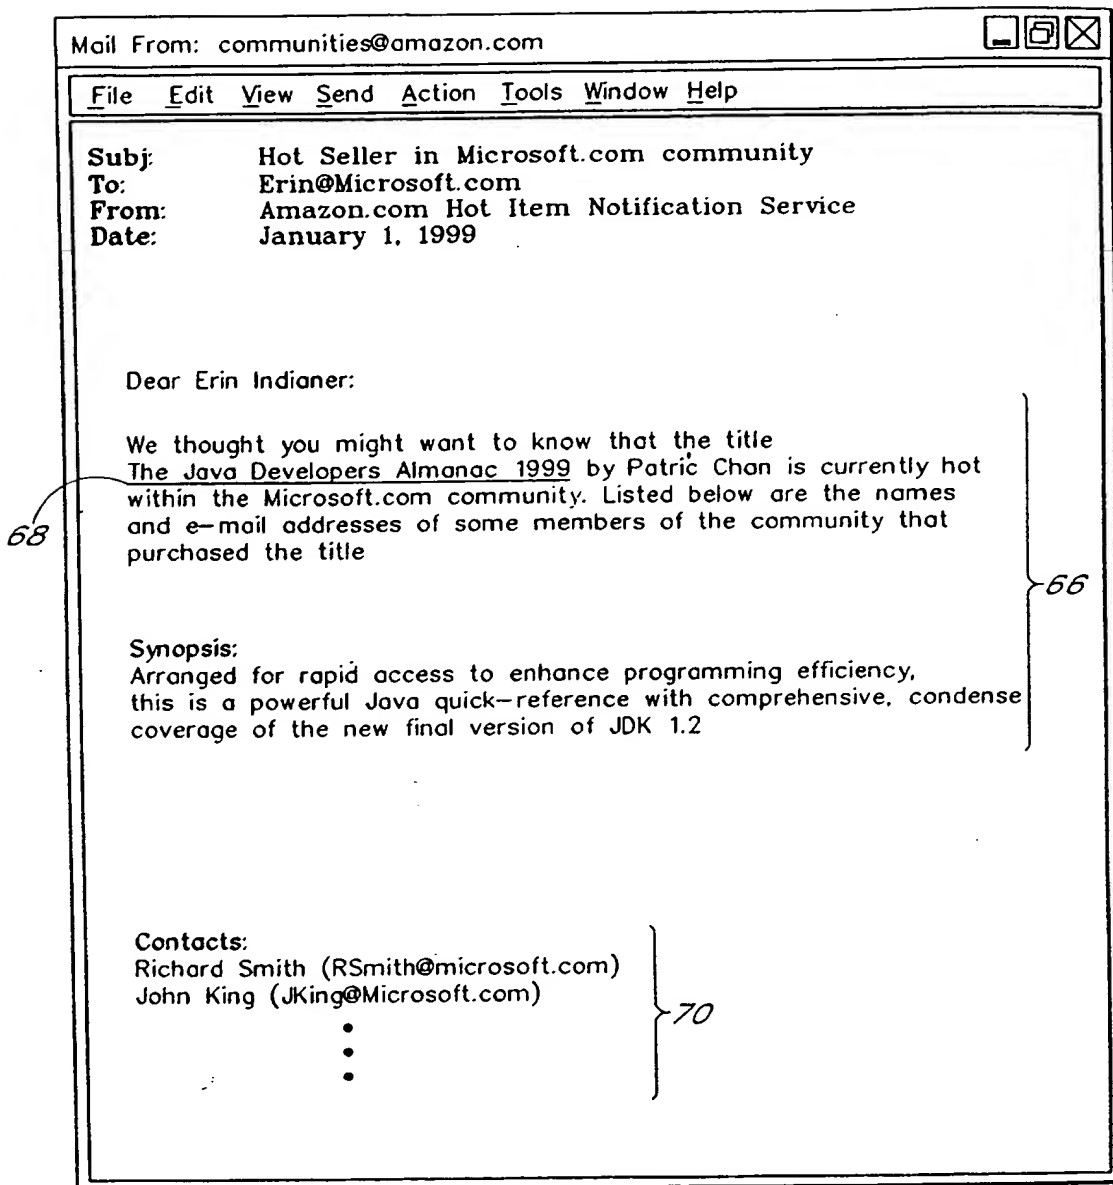 Mail From: communities@amazon.com
File Edit View Send Action Tools Window Help
Subj: Hot Seller in Microsoft.com community
To: Erin@Microsoft.com
From: Amazon.com Hot Item Notification Service
Date: January 1, 1999
Dear Erin Indianer:
We thought you might want to know that the title
The Java Developers Almanac 1999 by Patric Chan is currently hot
within the Microsoft.com community. Listed below are the names
and e-mail addresses of some members of the community that
purchased the title
68
66
Synopsis:
Arranged for rapid access to enhance programming efficiency,
this is a powerful Java quick-reference with comprehensive, condense
coverage of the new final version of JDK 1.2
Contacts:
Richard Smith (RSmith@microsoft.com)
John King (JKing@Microsoft.com)
70